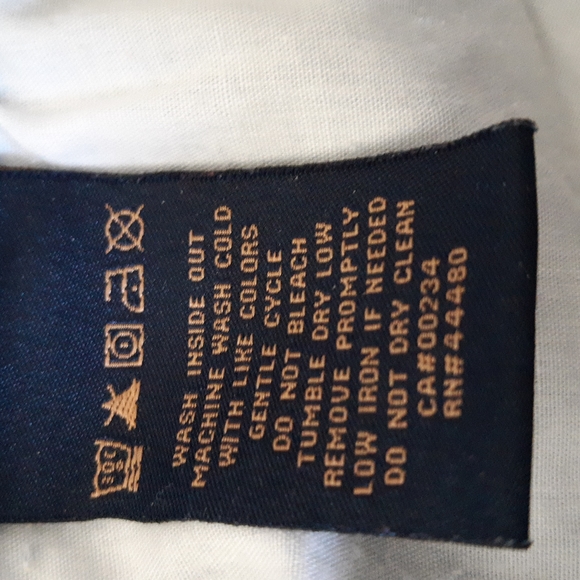 30C
WASH INSIDE OUT
MACHINE WASH COLD
WITH LIKE COLORS
GENTLE CYCLE
DO NOT BLEACH
TUMBLE DRY LOW
REMOVE PROMPTLY
LOW IRON IF NEEDED
DO NOT DRY CLEAN
CA#00234
RN#44480